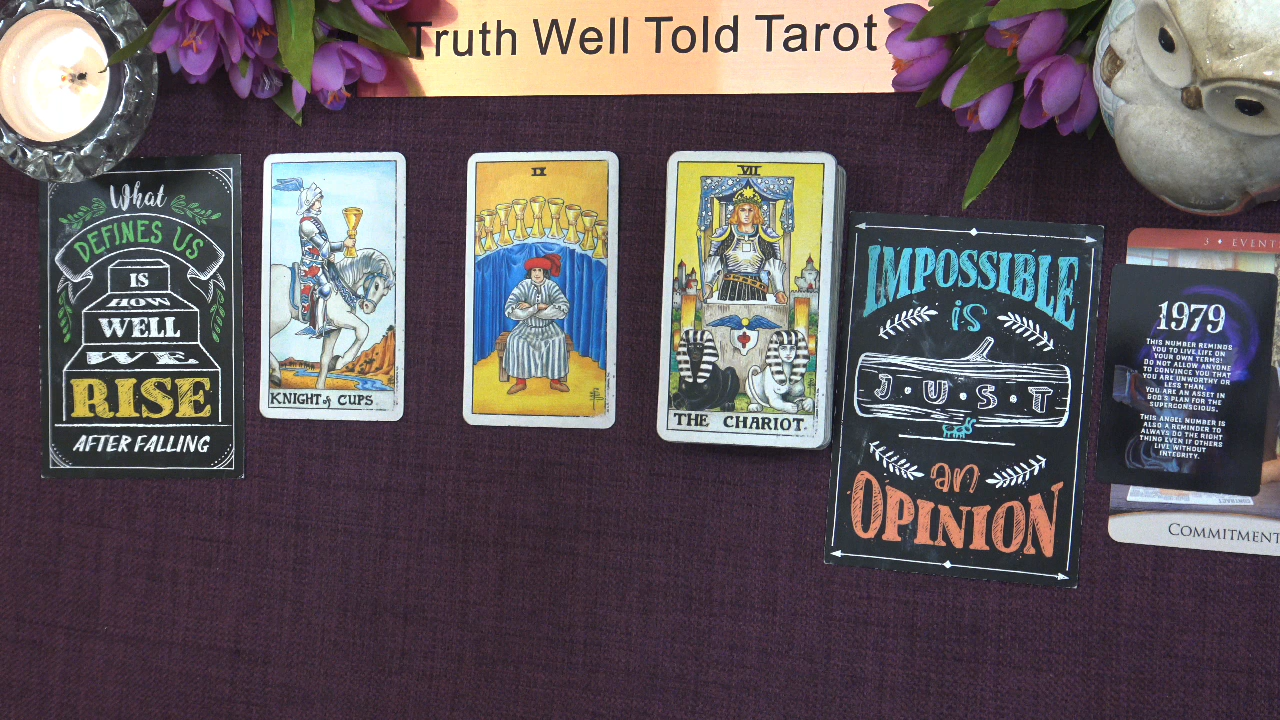 Truth Well Told Tarot
What
DEFINES US
IS
HOW
WELL
WE
RISE
AFTER FALLING
KNIGHT of CUPS.
IX
VII
THE CHARIOT.
IMPOSSIBLE
is
J·U·S·T
an
OPINION
3 ♦ EVENT
1979
THIS NUMBER REMINDS
YOU TO LIVE LIFE ON
YOUR OWN TERMS!
DO NOT ALLOW ANYONE
TO CONVINCE YOU THAT
YOU ARE UNWORTHY OR
LESS THAN.
YOU ARE AN ASSET IN
GOD'S PLAN FOR THE
SUPERCONSCIOUS.
THIS ANGEL NUMBER IS
ALSO A REMINDER TO
ALWAYS DO THE RIGHT
THING EVEN IF OTHERS
LIVE WITHOUT
INTEGRITY.
CONTRACT
COMMITMENT